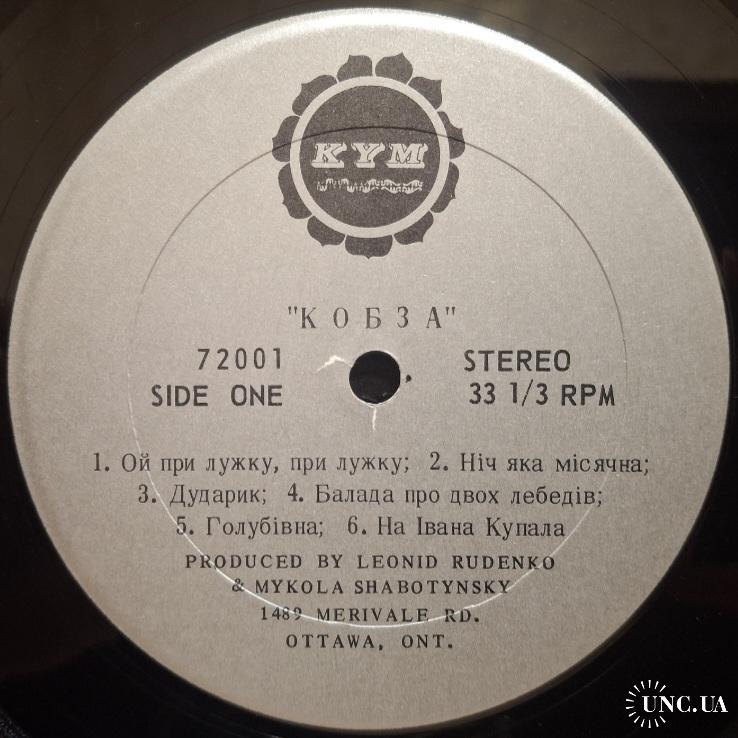 KYM
"КОБЗА"
72001 STEREO
SIDE ONE 33 1/3 RPM
1. Ой при лужку, при лужку; 2. Ніч яка місячна;
3. Дударик; 4. Балада про двох лебедів;
5. Голубівна; 6. На Івана Купала
PRODUCED BY LEONID RUDENKO
& MYKOLA SHABOTYNSKY
1489 MERIVALE RD.
OTTAWA, ONT.
UNC.UA